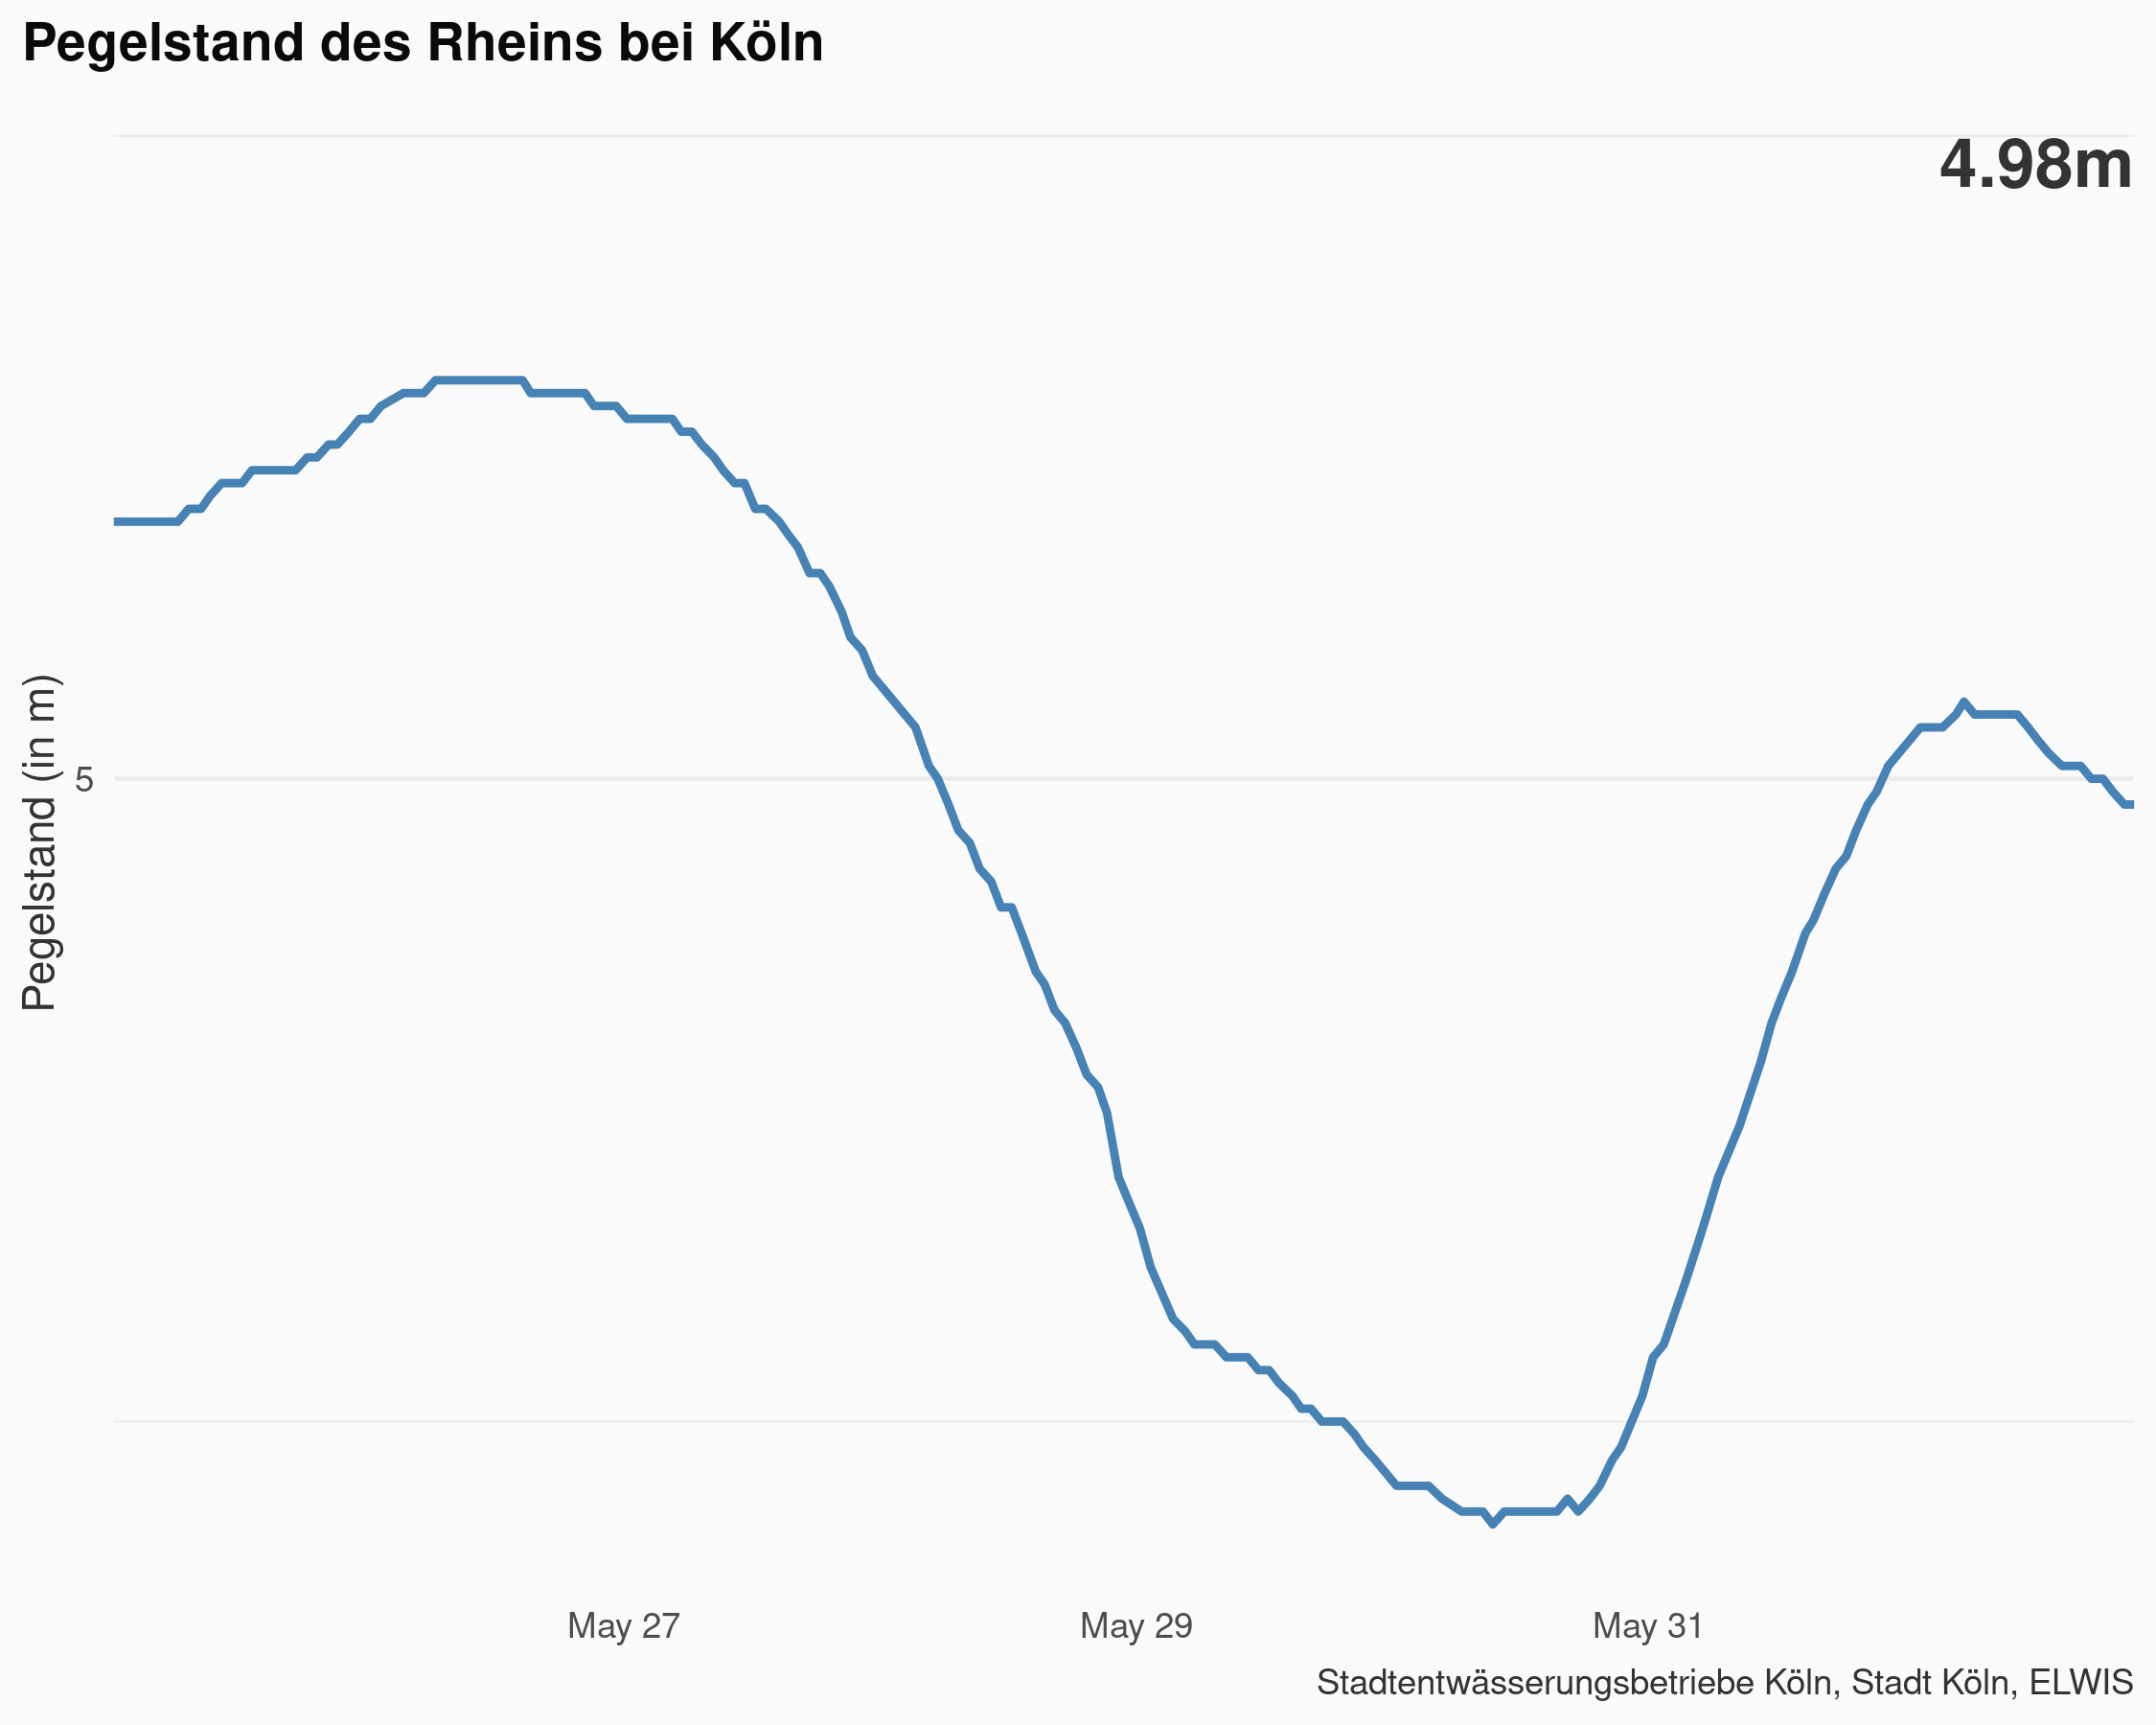 Pegelstand des Rheins bei Köln
4.98m
Pegelstand (in m)
5
May 27
May 29
May 31
Stadtentwässerungsbetriebe Köln, Stadt Köln, ELWIS